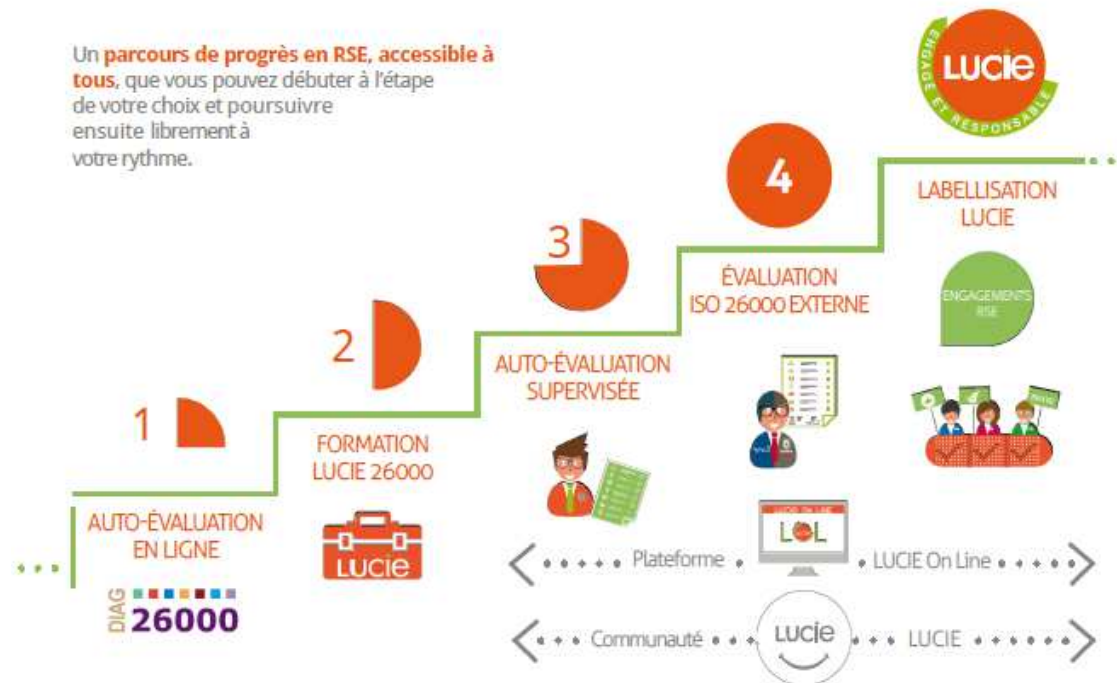 Un parcours de progrès en RSE, accessible à
tous, que vous pouvez débuter à l'étape
de votre choix et poursuivre
ensuite librement à
votre rythme.
LUCIE
ENGAGÉ ET RESPONSABLE
4
LABELLISATION
LUCIE
3
ÉVALUATION
ISO 26000 EXTERNE
ENGAGEMENTS
RSE
2
AUTO-ÉVALUATION
SUPERVISÉE
1
FORMATION
LUCIE 26000
AUTO-ÉVALUATION
EN LIGNE
LUCIE
DIAG
26000
LUCIE ON LINE
LOL
Plateforme
LUCIE On Line
Communauté
LUCIE
LUCIE